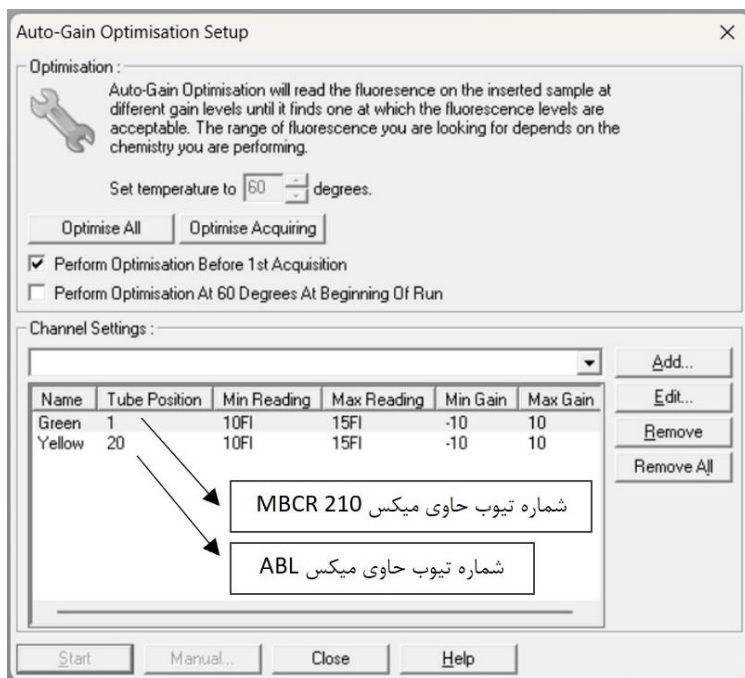 Auto-Gain Optimisation Setup
Optimisation :
Auto-Gain Optimisation will read the fluoresence on the inserted sample at
different gain levels until it finds one at which the fluorescence levels are
acceptable. The range of fluorescence you are looking for depends on the
chemistry you are performing.
Set temperature to 60 degrees.
Optimise All Optimise Acquiring
Perform Optimisation Before 1st Acquisition
Perform Optimisation At 60 Degrees At Beginning Of Run
Channel Settings :
Add...
Name Tube Position Min Reading Max Reading Min Gain Max Gain
Edit...
Green 1 10Fl 15Fl -10 10
Yellow 20 10Fl 15Fl -10 10
Remove
Remove All
شماره تیوب حاوی میکس MBCR 210
شماره تیوب حاوی میکس ABL
Start Manual... Close Help